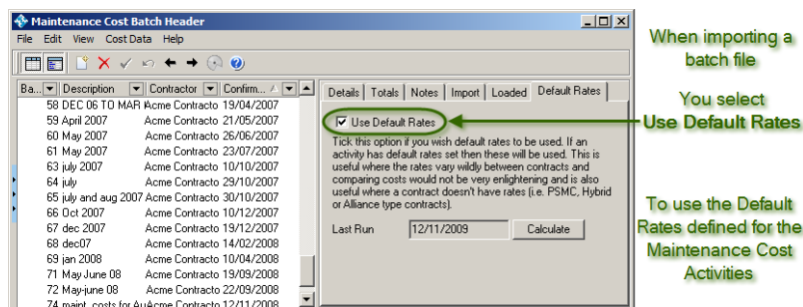 Maintenance Cost Batch Header
File Edit View Cost Data Help
Ba... Description Contractor Confirm...
58 DEC 06 TO MAR Acme Contracto 19/04/2007
59 April 2007 Acme Contracto 21/05/2007
60 May 2007 Acme Contracto 26/06/2007
61 May 2007 Acme Contracto 23/07/2007
63 july 2007 Acme Contracto 10/10/2007
64 july Acme Contracto 29/10/2007
65 july and aug 2007 Acme Contracto 30/10/2007
66 Oct 2007 Acme Contracto 10/12/2007
67 dec 2007 Acme Contracto 19/12/2007
68 dec07 Acme Contracto 14/02/2008
69 jan 2008 Acme Contracto 10/04/2008
71 May June 08 Acme Contracto 19/09/2008
72 May-june 08 Acme Contracto 22/09/2008
74 maint. costs for Au Acme Contracto 12/11/2008
Details Totals Notes Import Loaded Default Rates
Use Default Rates
Tick this option if you wish default rates to be used. If an
activity has default rates set then these will be used. This is
useful where the rates vary wildly between contracts and
comparing costs would not be very enlightening and is also
useful where a contract doesn't have rates (i.e. PSMC, Hybrid
or Alliance type contracts).
Last Run 12/11/2009 Calculate
When importing a
batch file
You select
Use Default Rates
To use the Default
Rates defined for the
Maintenance Cost
Activities